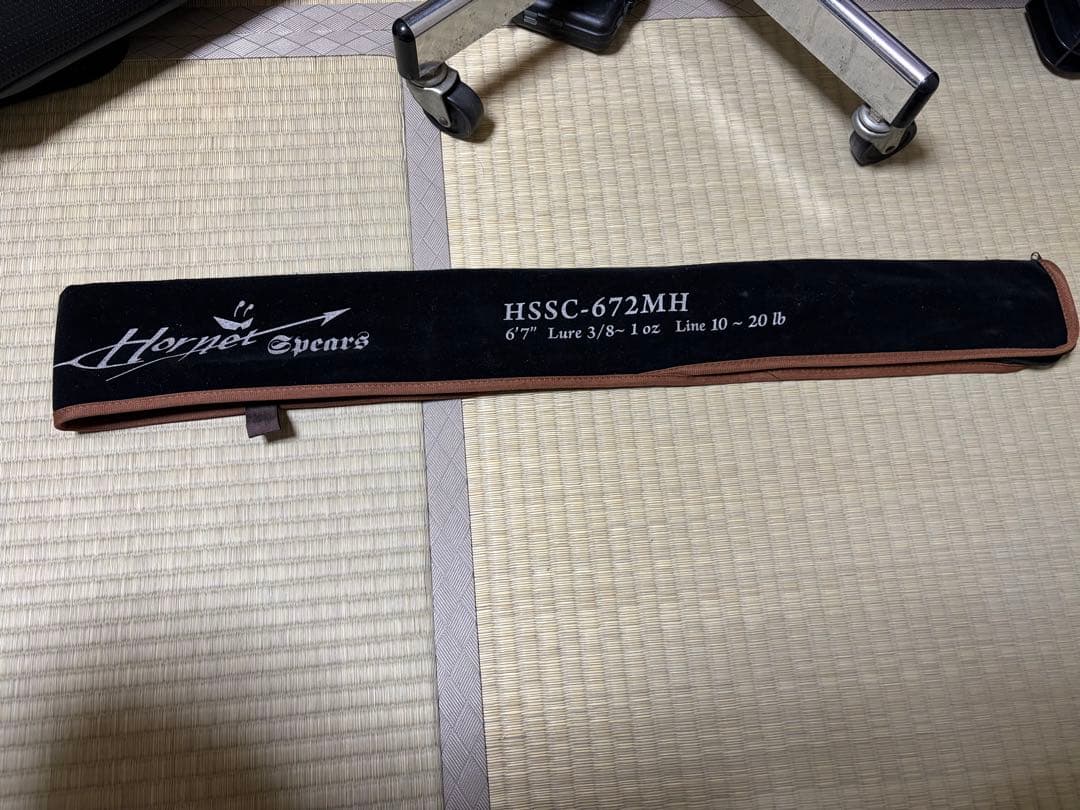 Hornet Spears
HSSC-672MH
6'7" Lure 3/8~ 1 oz Line 10 ~ 20 lb